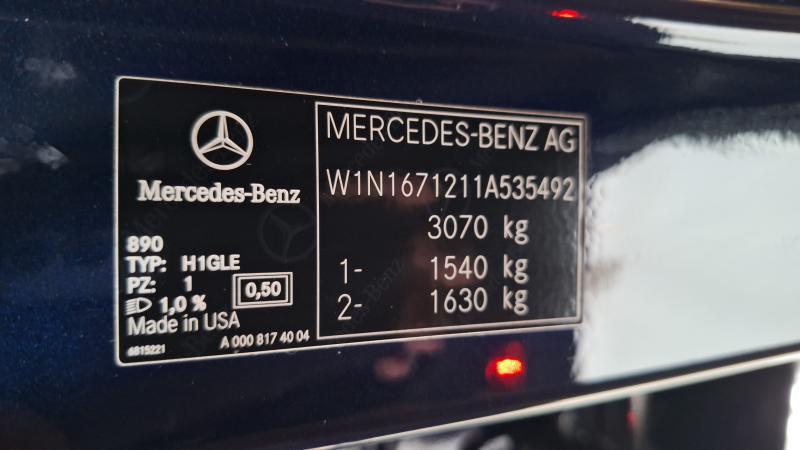 Mercedes-Benz
890
TYP: H1GLE
PZ: 1
1,0 % 0,50
Made in USA
6815221 A 000 817 40 04
MERCEDES-BENZ AG
W1N1671211A535492
3070 kg
1- 1540 kg
2- 1630 kg